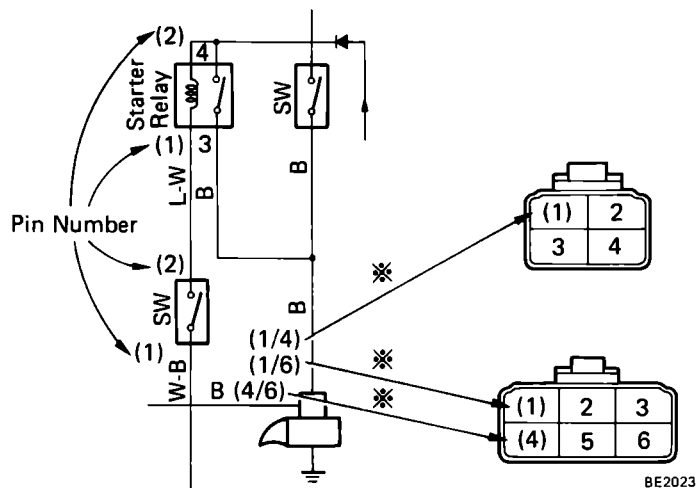 (2)
4
Starter
Relay
SW
(1) 3
L-W
B
B
Pin Number
(1) 2
3 4
(2)
※
SW
B
(1/4)
(1)
(1/6)
※
W-B
B (4/6)
※
(1) 2 3
(4) 5 6
BE2023